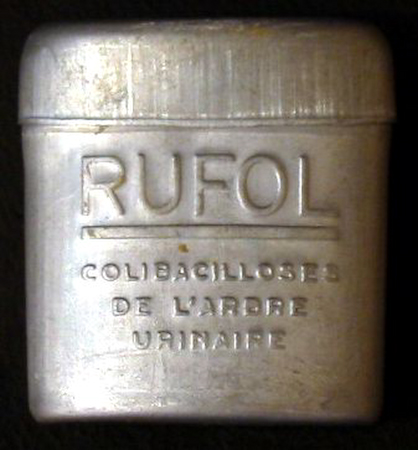 RUFOL
COLIBACILLOSES
DE L'ARBRE
URINAIRE